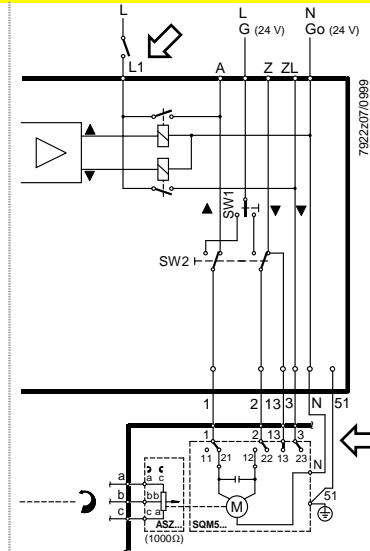 L L N
G (24 V) Go (24 V)
L1 A Z ZL
7922z07/0999
SW1
SW2
1 2 13 3 N 51
1 2 13 3
11 21 12 22 13 23
N
a a c
b b b M 51
c c a ASZ... SQM5...
(1000Ω)